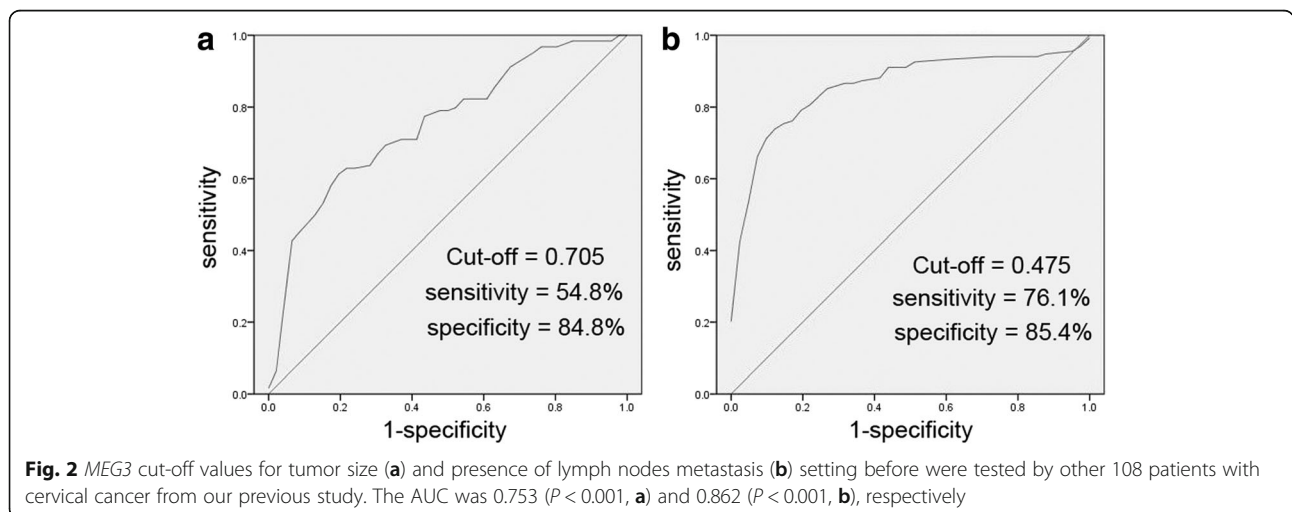 a
1.0
0.8
0.6
0.4
0.2
0.0
sensitivity
Cut-off = 0.705
sensitivity = 54.8%
specificity = 84.8%
0.0 0.2 0.4 0.6 0.8 1.0
1-specificity
b
1.0
0.8
0.6
0.4
0.2
0.0
sensitivity
Cut-off = 0.475
sensitivity = 76.1%
specificity = 85.4%
0.0 0.2 0.4 0.6 0.8 1.0
1-specificity
Fig. 2 MEG3 cut-off values for tumor size (a) and presence of lymph nodes metastasis (b) setting before were tested by other 108 patients with
cervical cancer from our previous study. The AUC was 0.753 (P < 0.001, a) and 0.862 (P < 0.001, b), respectively